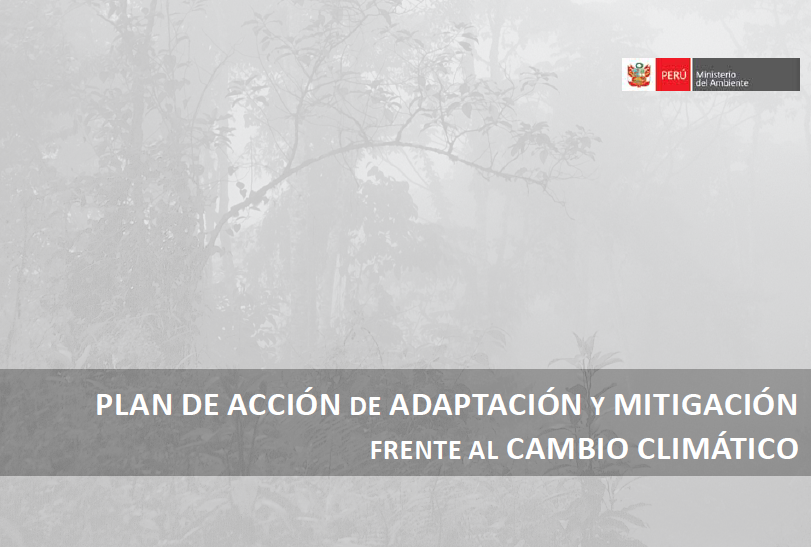 PERÚ
Ministerio
del Ambiente
PLAN DE ACCIÓN DE ADAPTACIÓN Y MITIGACIÓN
FRENTE AL CAMBIO CLIMÁTICO